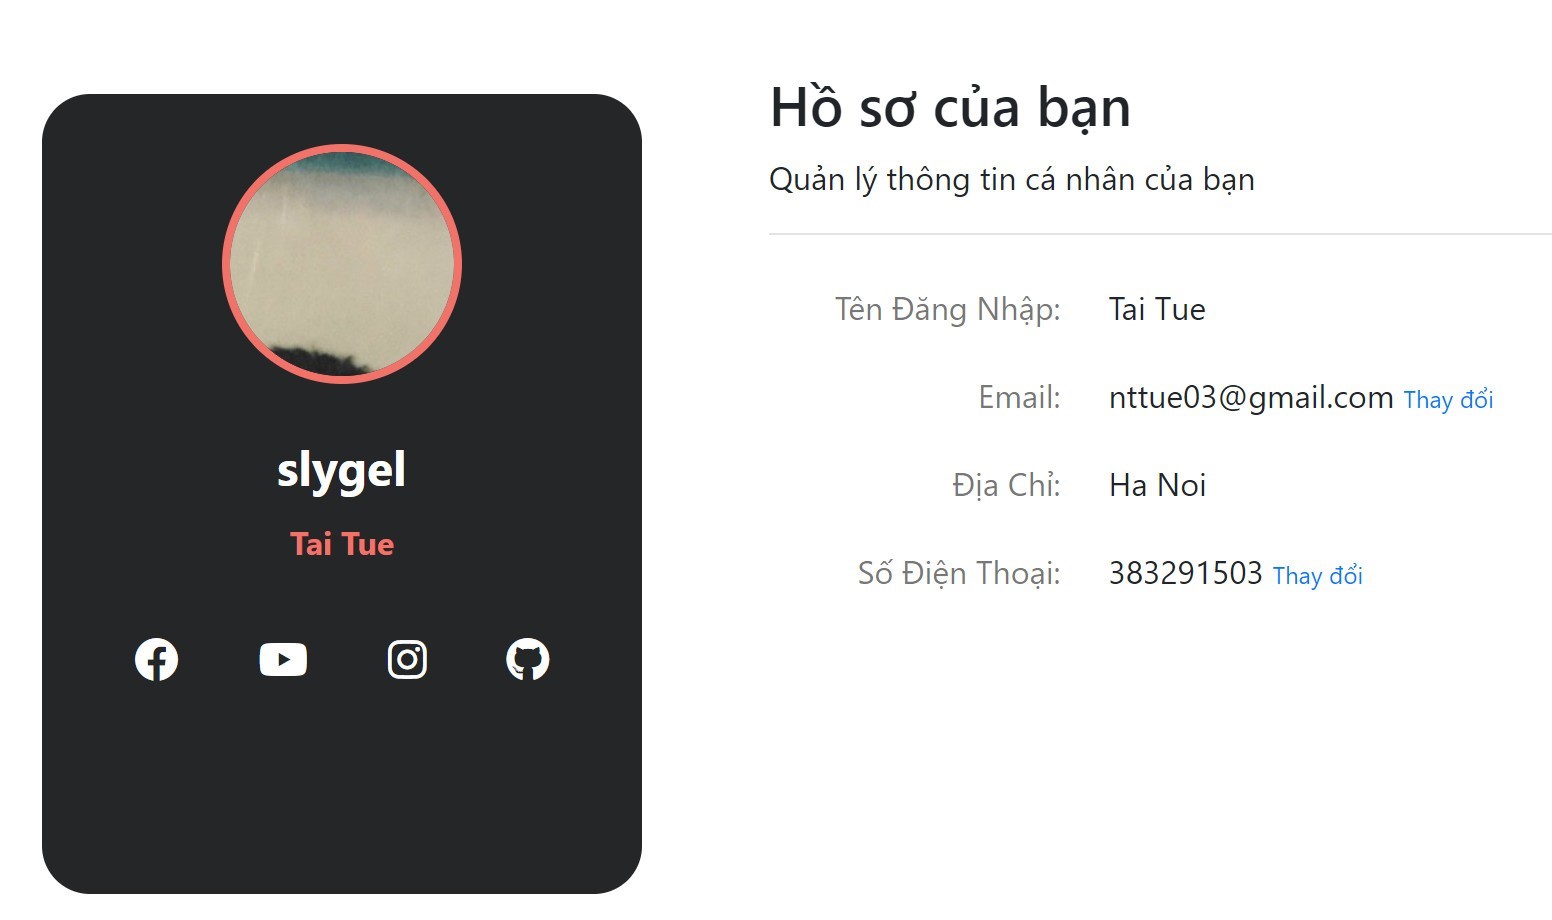 slygel
Tai Tue
Hồ sơ của bạn
Quản lý thông tin cá nhân của bạn
Tên Đăng Nhập: Tai Tue
Email: nttue03@gmail.com Thay đổi
Địa Chỉ: Ha Noi
Số Điện Thoại: 383291503 Thay đổi